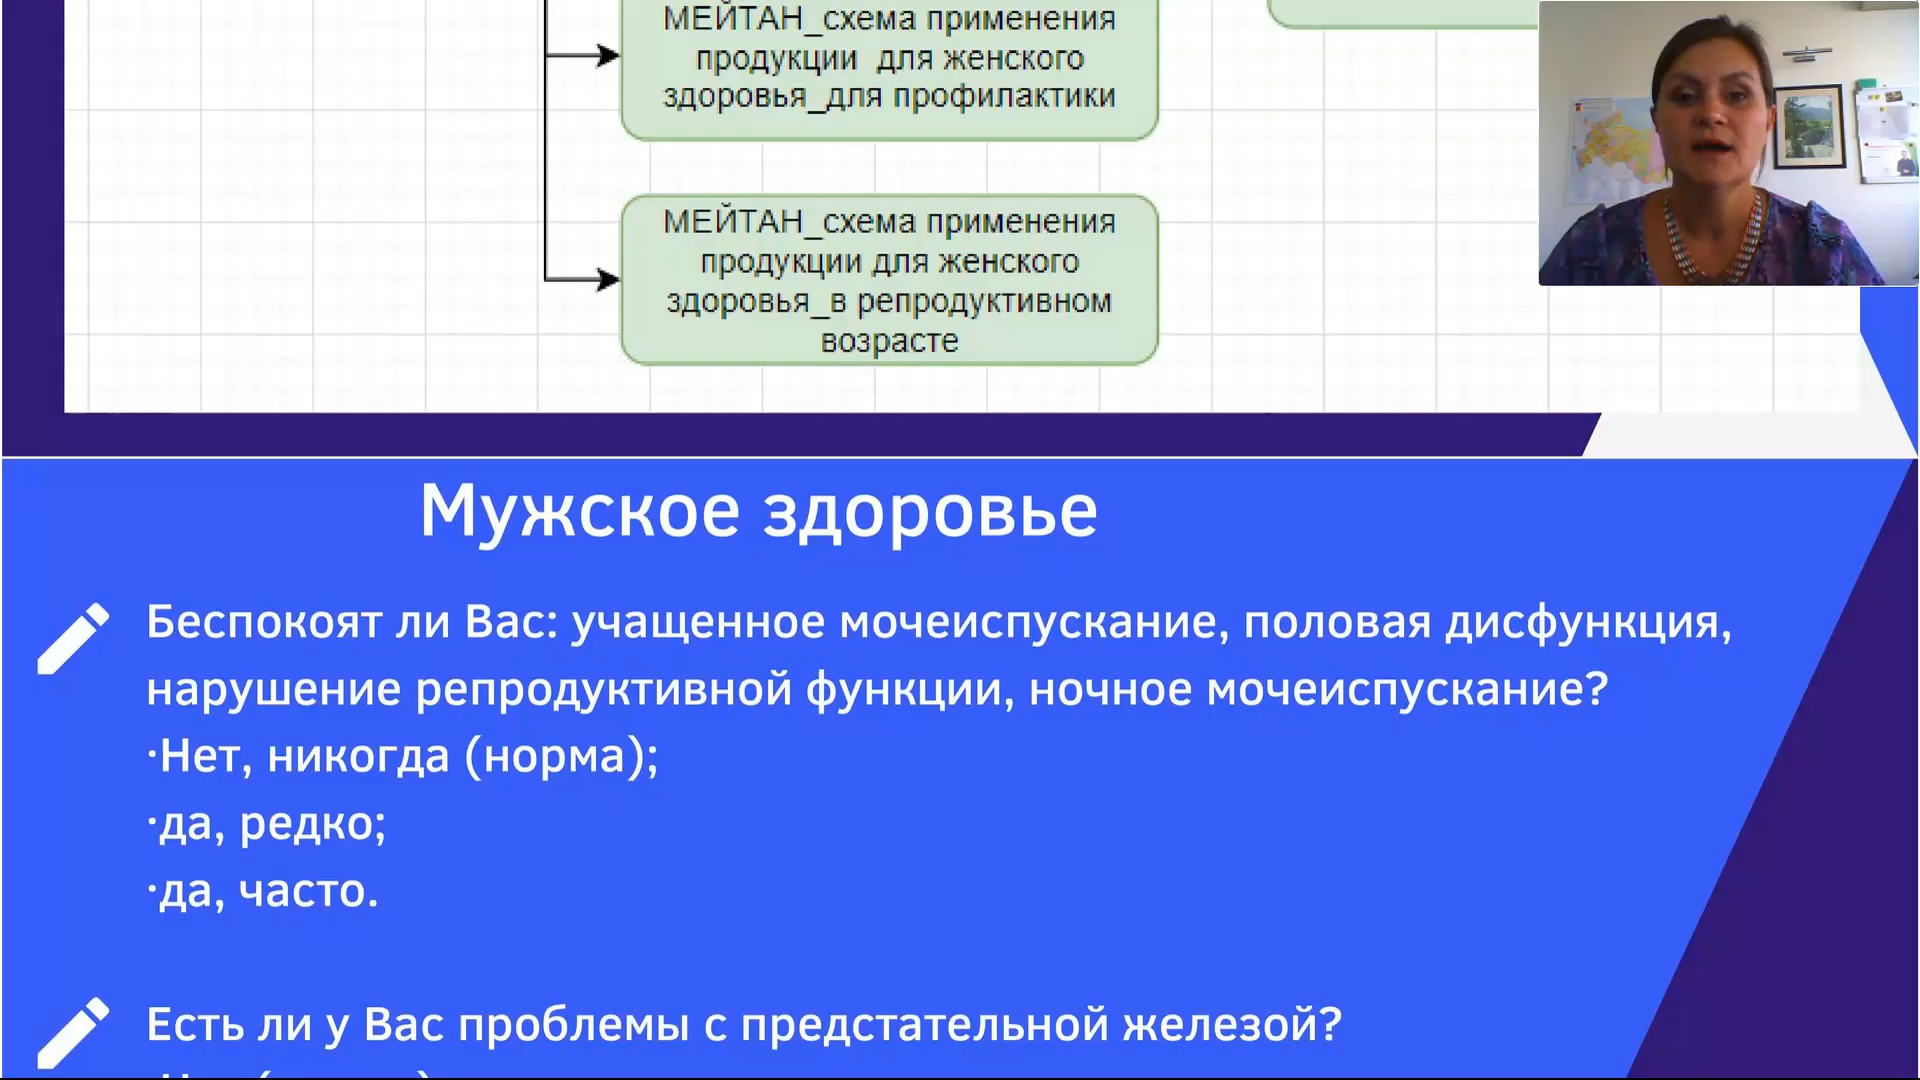 МЕЙТАН_схема применения
продукции для женского
здоровья_для профилактики
МЕЙТАН_схема применения
продукции для женского
здоровья_в репродуктивном
возрасте
Мужское здоровье
Беспокоят ли Вас: учащенное мочеиспускание, половая дисфункция,
нарушение репродуктивной функции, ночное мочеиспускание?
·Нет, никогда (норма);
·да, редко;
·да, часто.
Есть ли у Вас проблемы с предстательной железой?